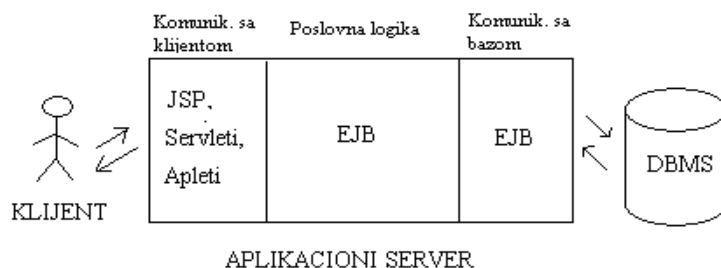 Komunik. sa
klijentom
Poslovna logika
Komunik. sa
bazom
JSP,
Servleti,
Apleti
EJB
EJB
KLIJENT
DBMS
APLIKACIONI SERVER